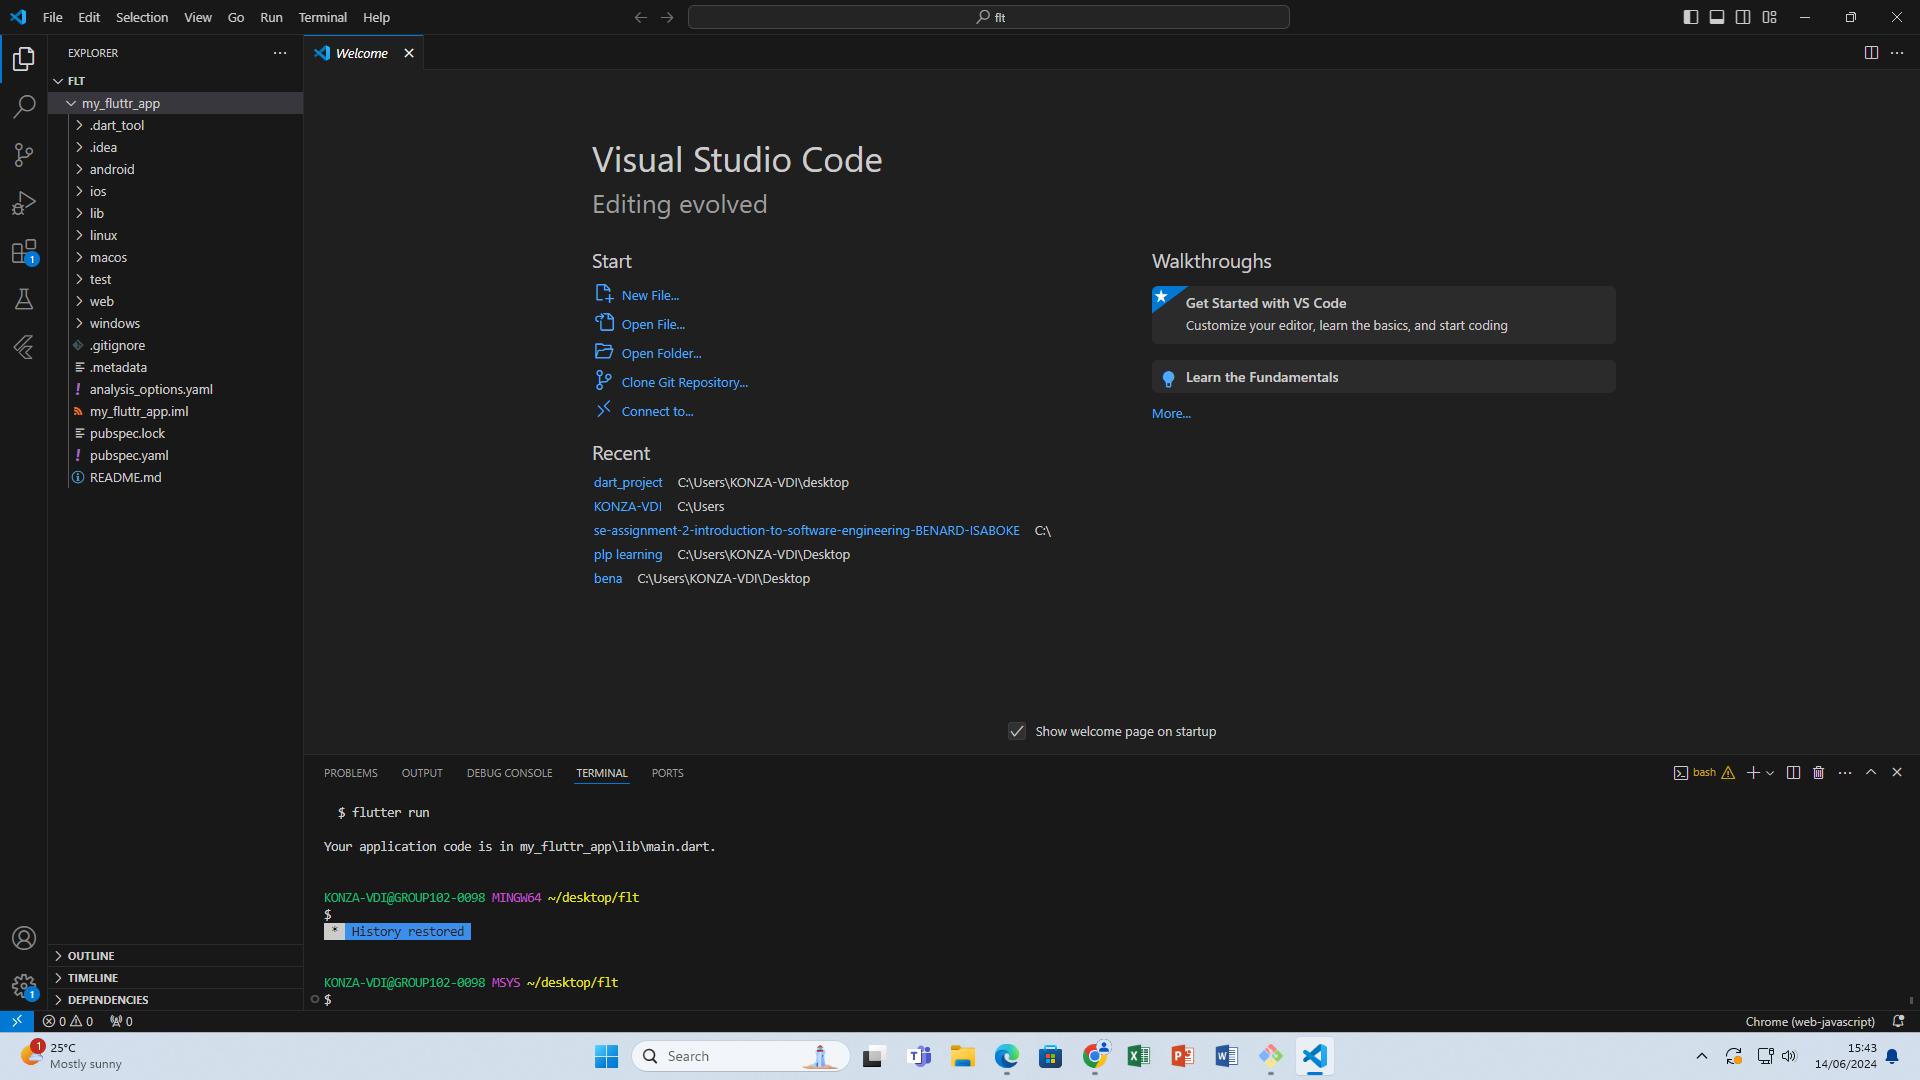 File Edit Selection View Go Run Terminal Help
flt
EXPLORER
Welcome
FLT
my_fluttr_app
.dart_tool
.idea
android
ios
lib
linux
macos
test
web
windows
.gitignore
.metadata
analysis_options.yaml
my_fluttr_app.iml
pubspec.lock
pubspec.yaml
README.md
OUTLINE
TIMELINE
DEPENDENCIES
1
1
Visual Studio Code
Editing evolved
Start
New File...
Open File...
Open Folder...
Clone Git Repository...
Connect to...
Recent
dart_project C:\Users\KONZA-VDI\desktop
KONZA-VDI C:\Users
se-assignment-2-introduction-to-software-engineering-BENARD-ISABOKE C:\
plp learning C:\Users\KONZA-VDI\Desktop
bena C:\Users\KONZA-VDI\Desktop
Walkthroughs
Get Started with VS Code
Customize your editor, learn the basics, and start coding
Learn the Fundamentals
More...
Show welcome page on startup
PROBLEMS OUTPUT DEBUG CONSOLE TERMINAL PORTS
bash
$ flutter run
Your application code is in my_fluttr_app\lib\main.dart.
KONZA-VDI@GROUP102-0098 MINGW64 ~/desktop/flt
$
* History restored
KONZA-VDI@GROUP102-0098 MSYS ~/desktop/flt
$
0 0 0
Chrome (web-javascript)
1
25°C
Mostly sunny
Search
15:43
14/06/2024